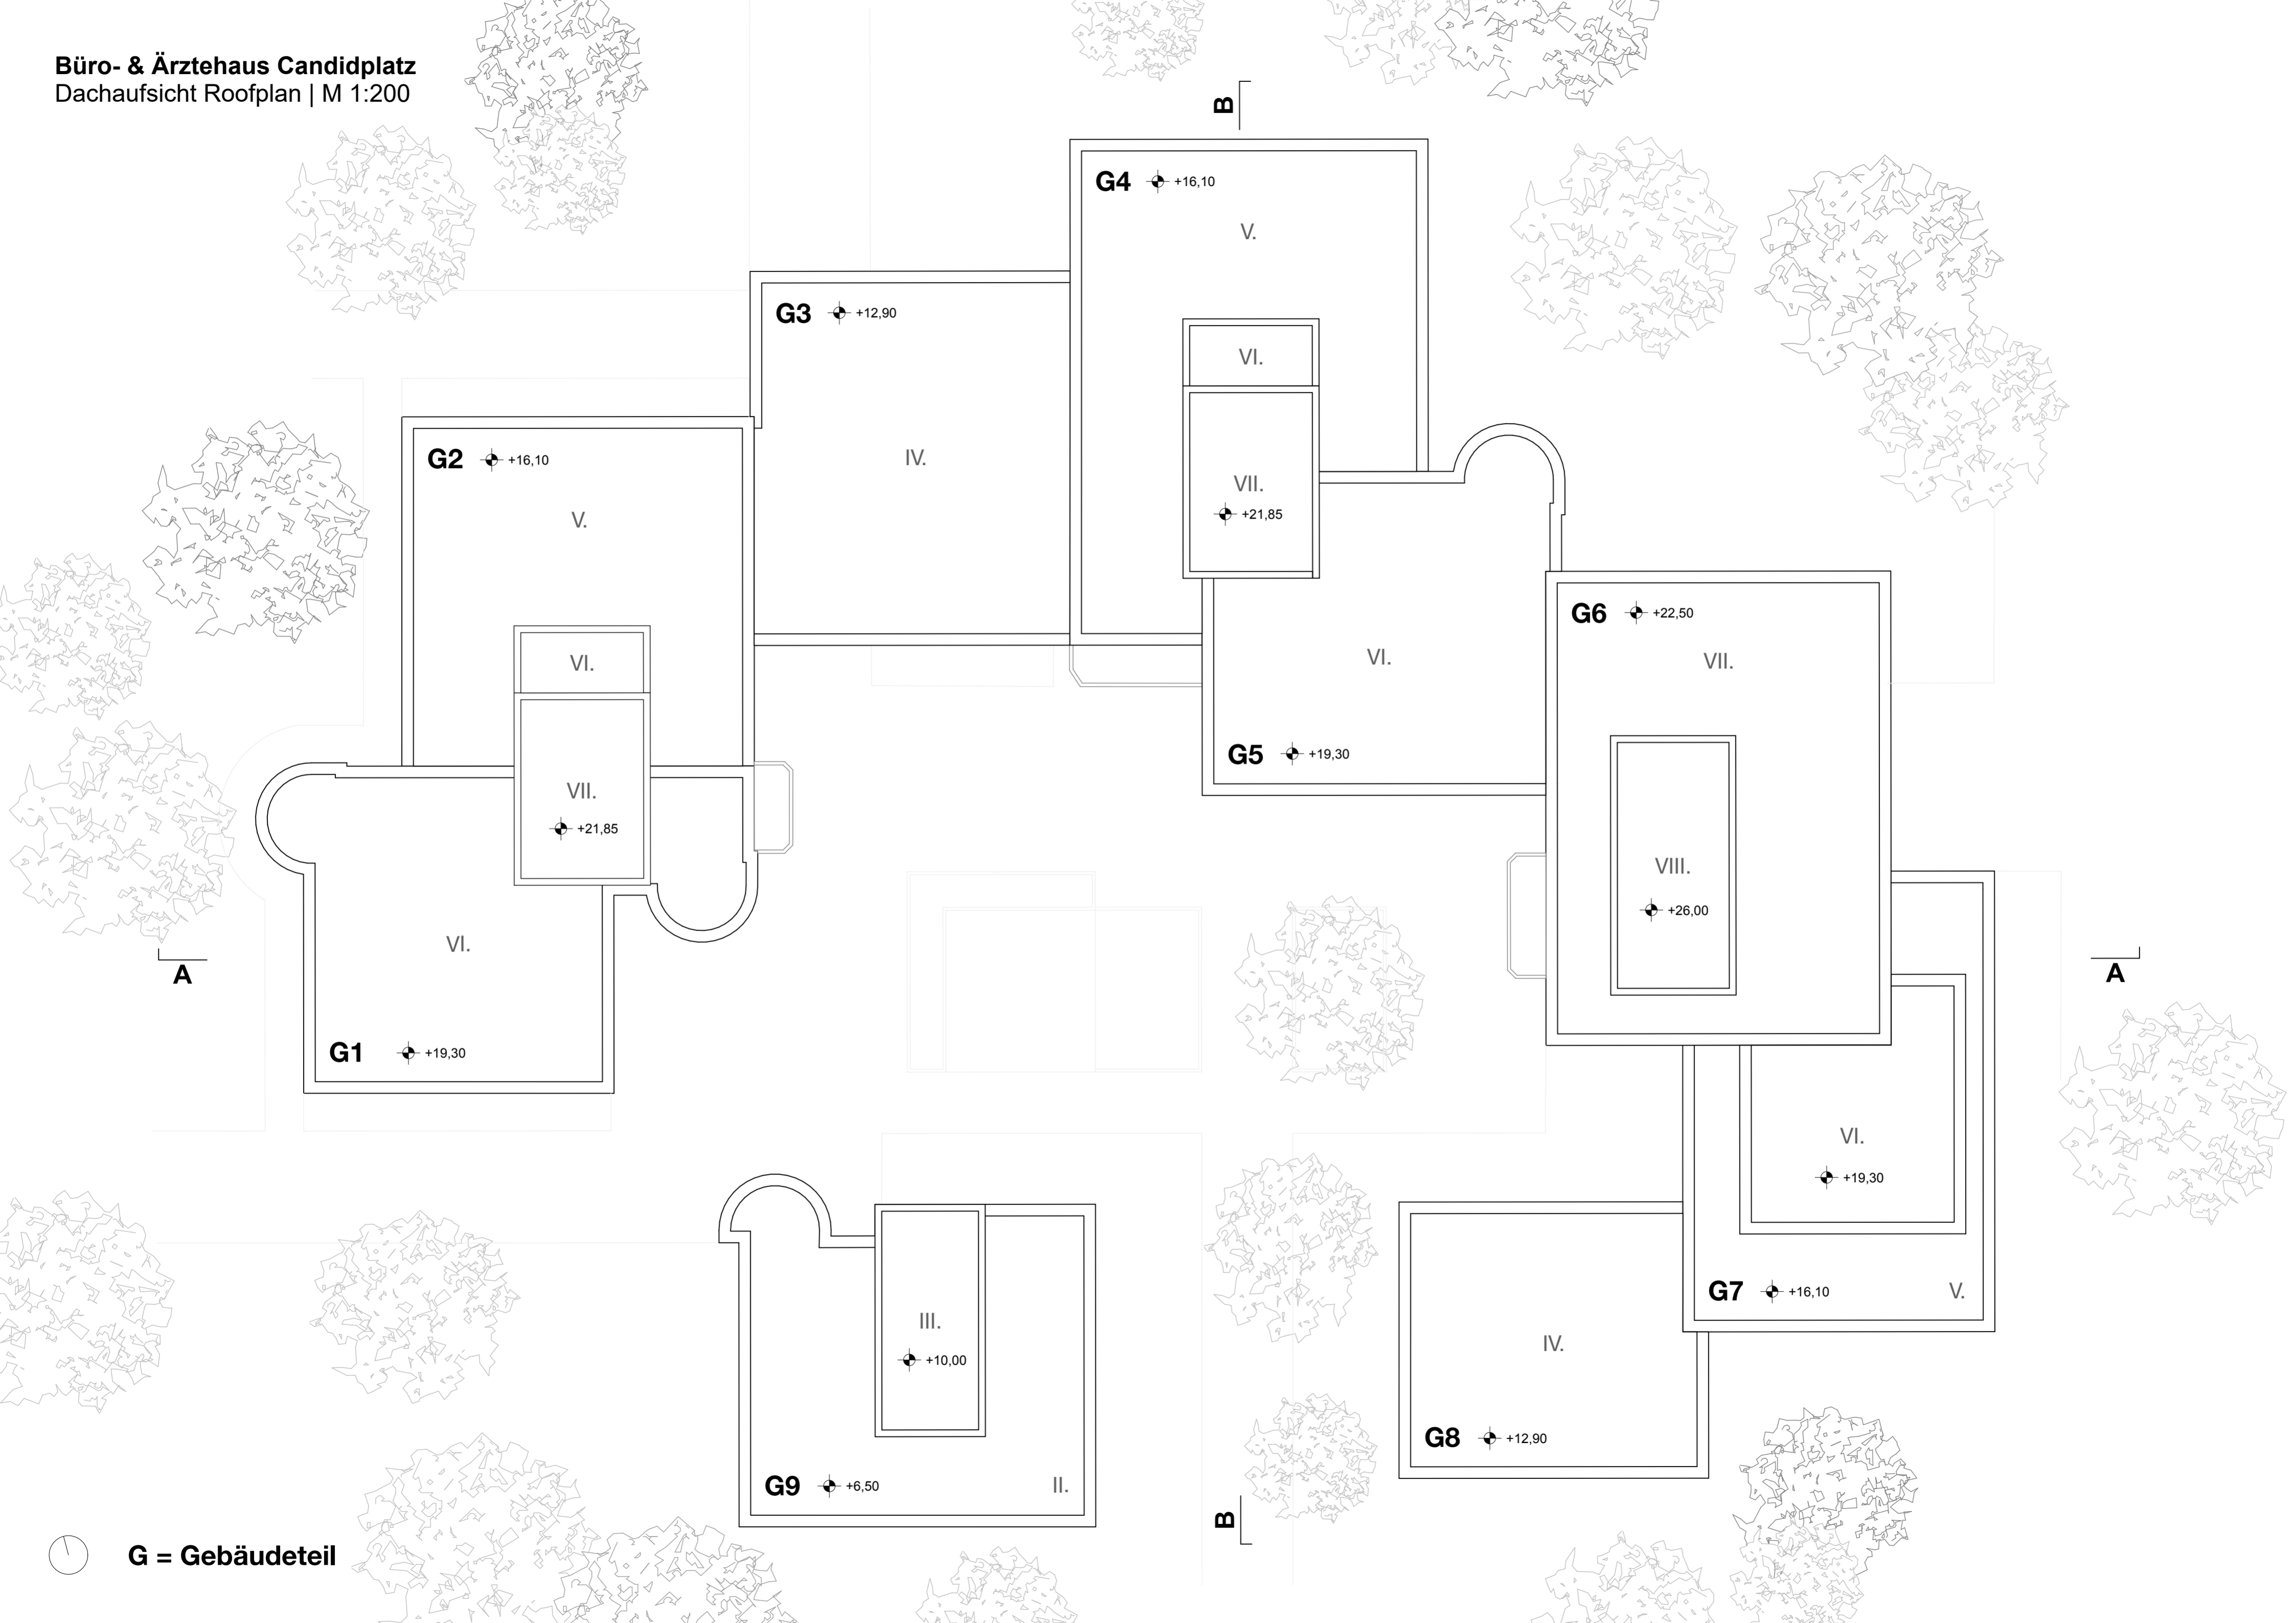 Büro- & Ärztehaus Candidplatz
Dachaufsicht Roofplan | M 1:200
B
G4 +16,10
V.
G3 +12,90
VI.
G2 +16,10
IV.
VII.
+21,85
V.
G6 +22,50
VI.
VI.
VII.
G5 +19,30
VII.
+21,85
VIII.
+26,00
VI.
A
A
G1 +19,30
VI.
+19,30
G7 +16,10
V.
III.
+10,00
IV.
G8 +12,90
G9 +6,50
II.
B
G = Gebäudeteil